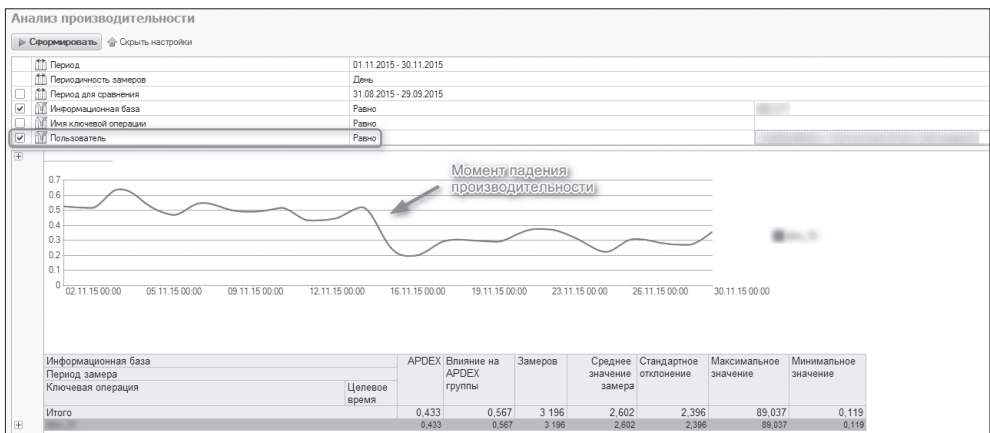 Анализ производительности
Сформировать Скрыть настройки
Период 01.11.2015 - 30.11.2015
Периодичность замеров День
Период для сравнения 31.08.2015 - 29.09.2015
Информационная база Равно
Имя ключевой операции Равно
Пользователь Равно
Момент падения
производительности
0.7
0.6
0.5
0.4
0.3
0.2
0.1
0
02.11.15 00:00 05.11.15 00:00 09.11.15 00:00 12.11.15 00:00 16.11.15 00:00 19.11.15 00:00 23.11.15 00:00 26.11.15 00:00 30.11.15 00:00
Информационная база APDEX Влияние на Замеров Среднее Стандартное Максимальное Минимальное
Период замера APDEX значение отклонение значение значение
Ключевая операция Целевое группы замера
время
Итого 0,433 0,567 3 196 2,602 2,396 89,037 0,119
0,433 0,567 3 196 2,602 2,396 89,037 0,119